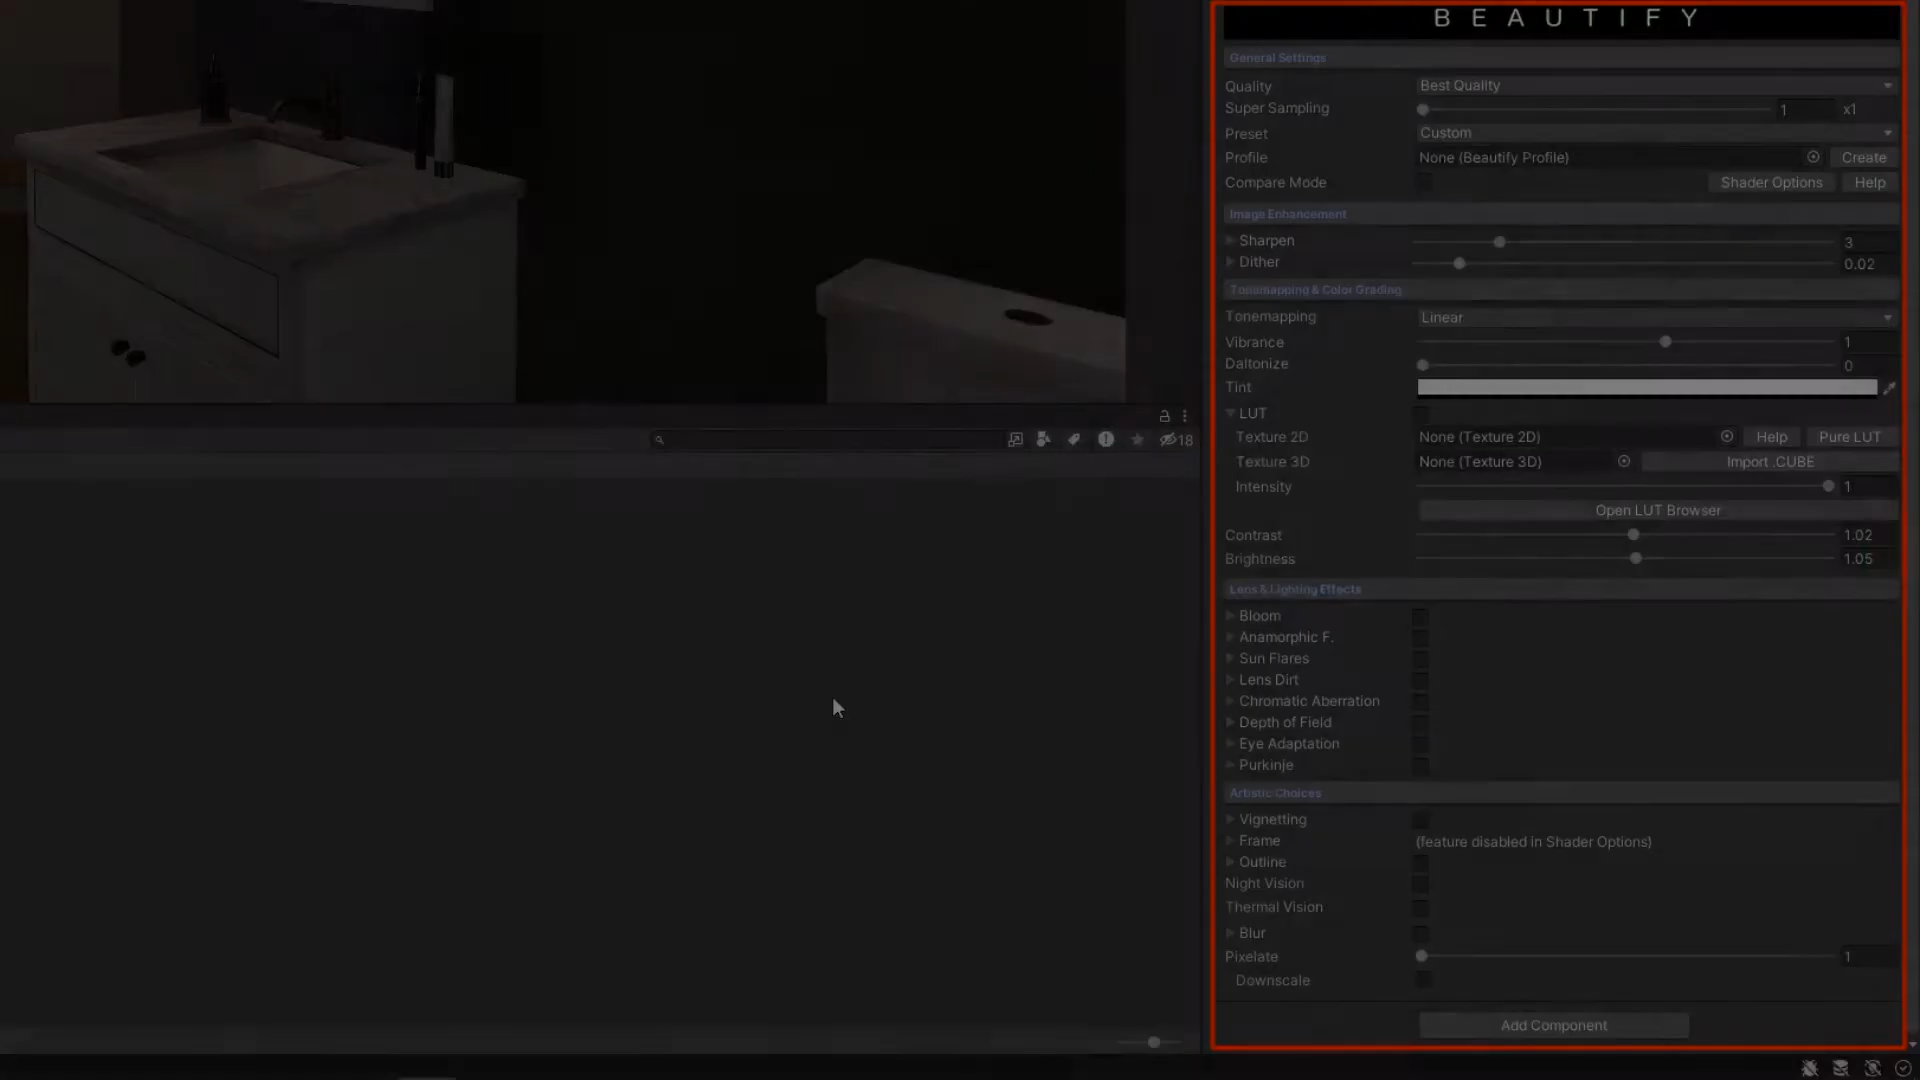 BEAUTIFY
General Settings
Quality Best Quality
Super Sampling 1 x1
Preset Custom
Profile None (Beautify Profile) Create
Compare Mode Shader Options Help
Image Enhancement
Sharpen 3
Dither 0.02
Tonemapping & Color Grading
Tonemapping Linear
Vibrance 1
Daltonize 0
Tint
LUT
Texture 2D None (Texture 2D) Help Pure LUT
Texture 3D None (Texture 3D) Import .CUBE
Intensity 1
Open LUT Browser
Contrast 1.02
Brightness 1.05
Lens & Lighting Effects
Bloom
Anamorphic F.
Sun Flares
Lens Dirt
Chromatic Aberration
Depth of Field
Eye Adaptation
Purkinje
Artistic Choices
Vignetting
Frame (feature disabled in Shader Options)
Outline
Night Vision
Thermal Vision
Blur
Pixelate 1
Downscale
Add Component
18